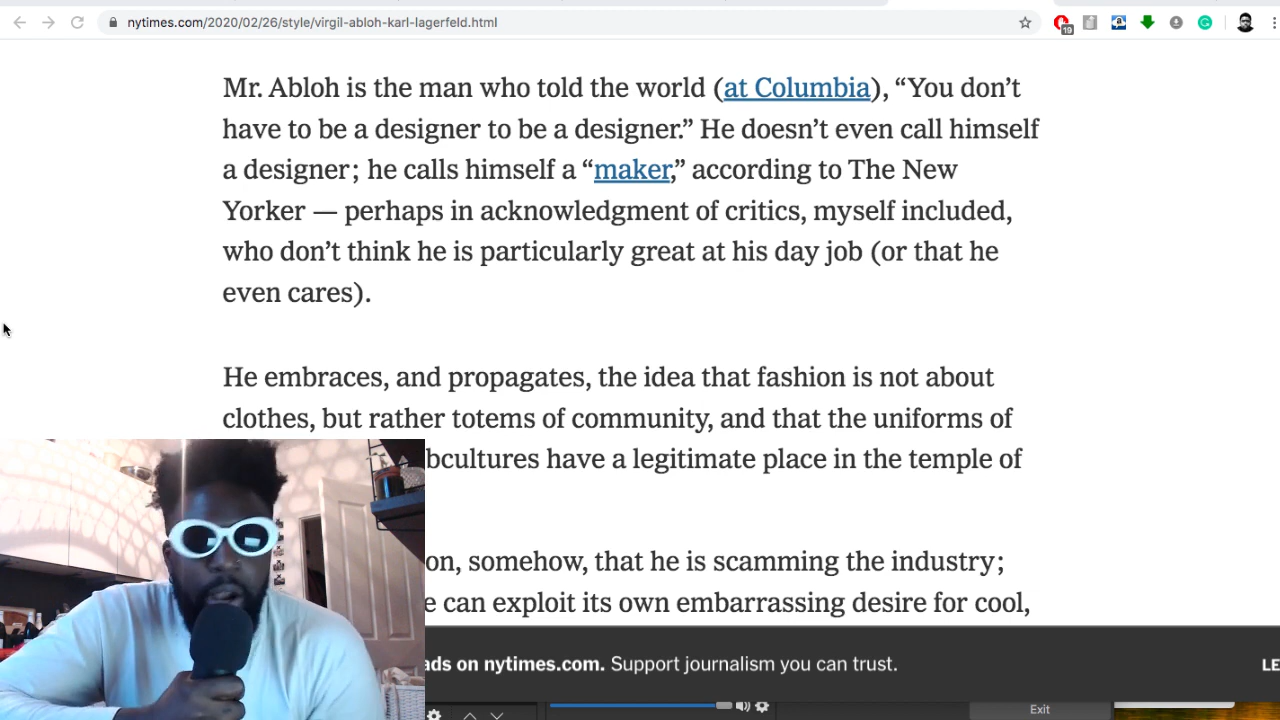 nytimes.com/2020/02/26/style/virgil-abloh-karl-lagerfeld.html
19
Mr. Abloh is the man who told the world (at Columbia), “You don’t
have to be a designer to be a designer.” He doesn’t even call himself
a designer; he calls himself a “maker,” according to The New
Yorker — perhaps in acknowledgment of critics, myself included,
who don’t think he is particularly great at his day job (or that he
even cares).
He embraces, and propagates, the idea that fashion is not about
clothes, but rather totems of community, and that the uniforms of
bcultures have a legitimate place in the temple of
on, somehow, that he is scamming the industry;
e can exploit its own embarrassing desire for cool,
ads on nytimes.com. Support journalism you can trust.
LE
Exit